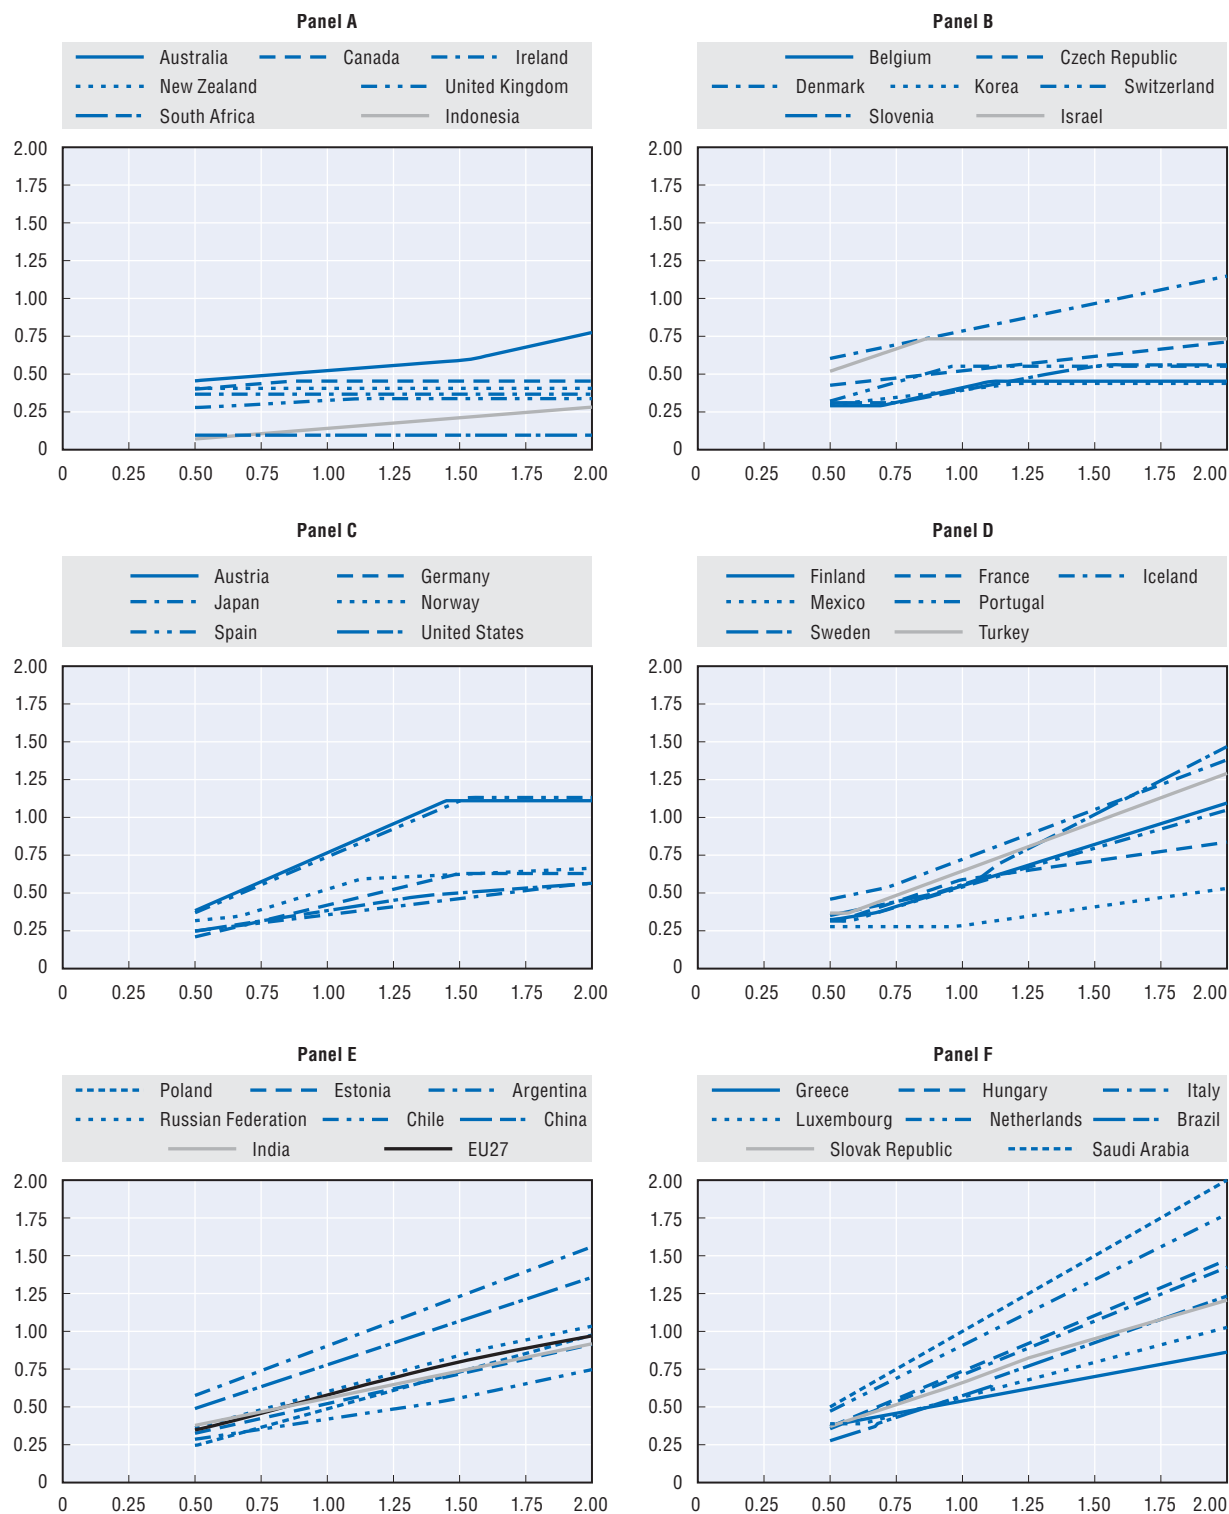 Panel A
Australia Canada Ireland
New Zealand United Kingdom
South Africa Indonesia
2.00
1.75
1.50
1.25
1.00
0.75
0.50
0.25
0
0 0.25 0.50 0.75 1.00 1.25 1.50 1.75 2.00
Panel B
Belgium Czech Republic
Denmark Korea Switzerland
Slovenia Israel
2.00
1.75
1.50
1.25
1.00
0.75
0.50
0.25
0
0 0.25 0.50 0.75 1.00 1.25 1.50 1.75 2.00
Panel C
Austria Germany
Japan Norway
Spain United States
2.00
1.75
1.50
1.25
1.00
0.75
0.50
0.25
0
0 0.25 0.50 0.75 1.00 1.25 1.50 1.75 2.00
Panel D
Finland France Iceland
Mexico Portugal
Sweden Turkey
2.00
1.75
1.50
1.25
1.00
0.75
0.50
0.25
0
0 0.25 0.50 0.75 1.00 1.25 1.50 1.75 2.00
Panel E
Poland Estonia Argentina
Russian Federation Chile China
India EU27
2.00
1.75
1.50
1.25
1.00
0.75
0.50
0.25
0
0 0.25 0.50 0.75 1.00 1.25 1.50 1.75 2.00
Panel F
Greece Hungary Italy
Luxembourg Netherlands Brazil
Slovak Republic Saudi Arabia
2.00
1.75
1.50
1.25
1.00
0.75
0.50
0.25
0
0 0.25 0.50 0.75 1.00 1.25 1.50 1.75 2.00